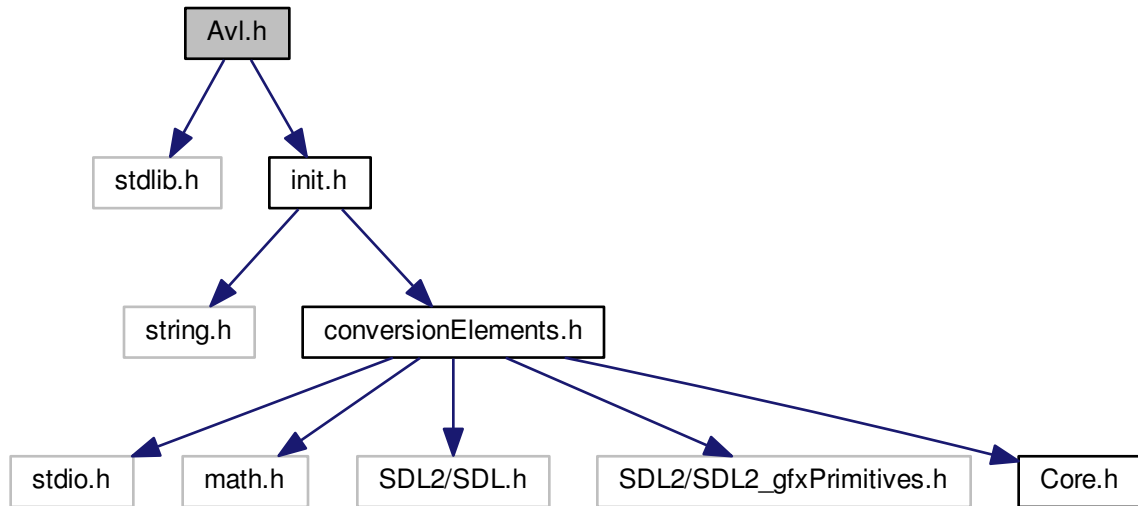 Avl.h
stdlib.h
init.h
string.h
conversionElements.h
stdio.h
math.h
SDL2/SDL.h
SDL2/SDL2_gfxPrimitives.h
Core.h